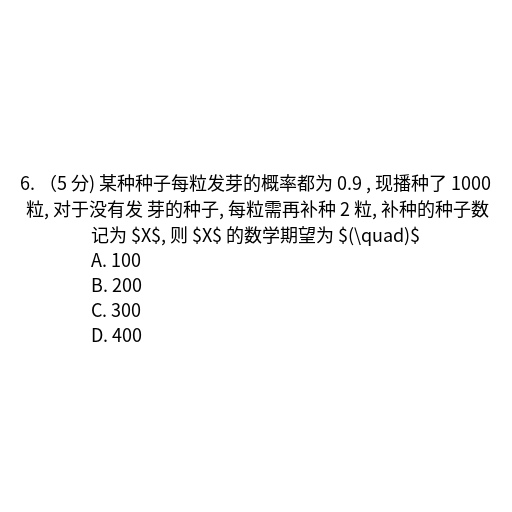 6. （5 分) 某种种子每粒发芽的概率都为 0.9 , 现播种了 1000
粒, 对于没有发 芽的种子, 每粒需再补种 2 粒, 补种的种子数
记为 $X$, 则 $X$ 的数学期望为 $(\quad)$
A. 100
B. 200
C. 300
D. 400